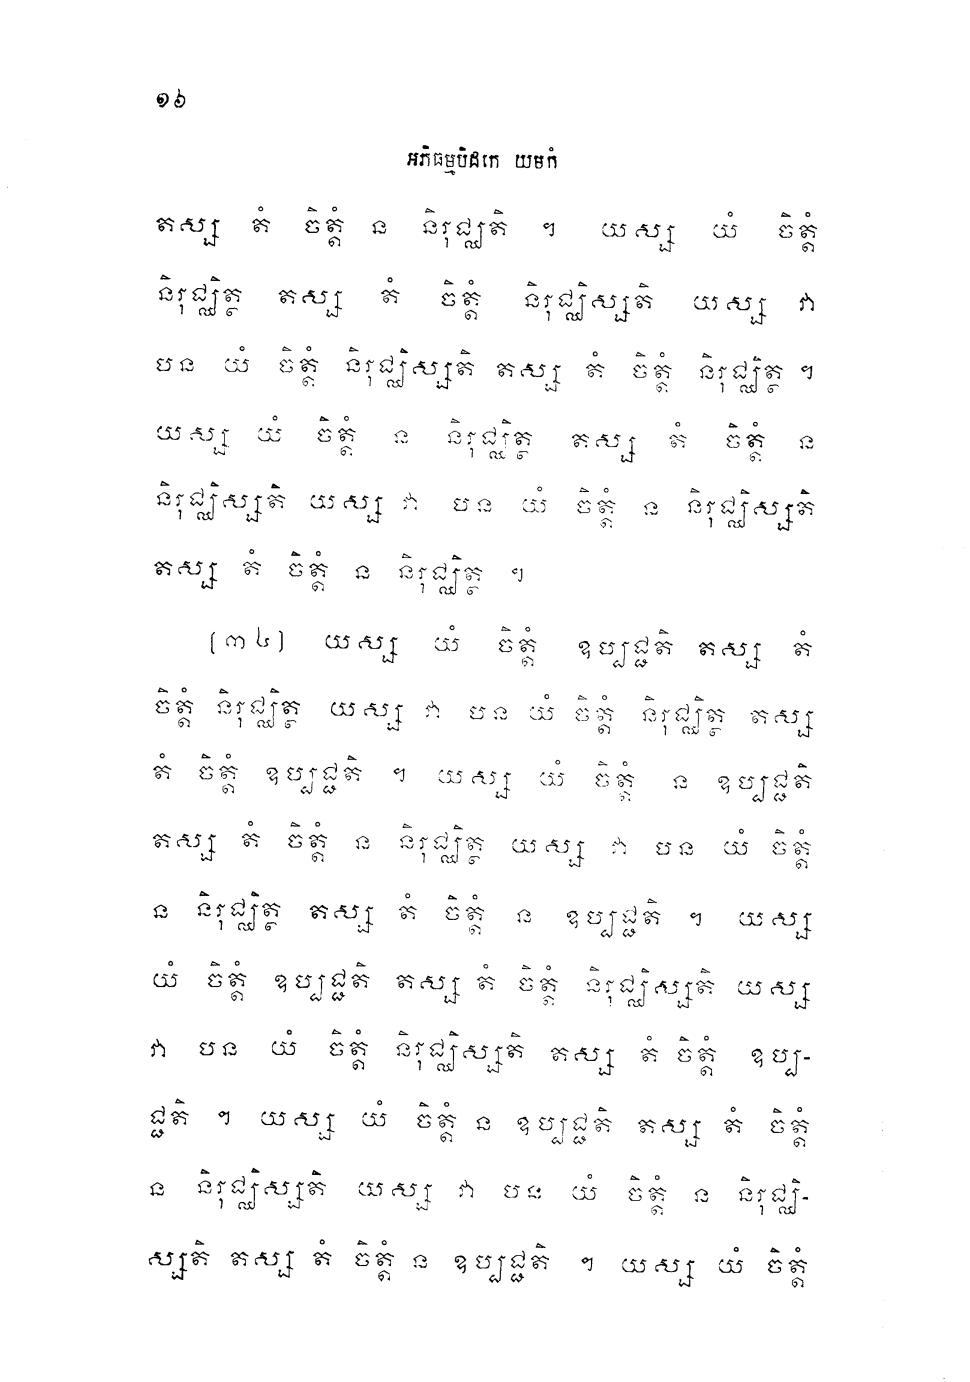 ១៦
អភិធម្មបិដកេ យមកំ
តស្ស តំ ចិត្តំ ន និរុជ្ឈតិ ។ យស្ស យំ ចិត្តំ
និរុជ្ឈិត្ថ តស្ស តំ ចិត្តំ និរុជ្ឈិស្សតិ យស្ស វា
បន យំ ចិត្តំ និរុជ្ឈិស្សតិ តស្ស តំ ចិត្តំ និរុជ្ឈិត្ថ ។
យស្ស យំ ចិត្តំ ន និរុជ្ឈិត្ថ តស្ស តំ ចិត្តំ ន
និរុជ្ឈិស្សតិ យស្ស វា បន យំ ចិត្តំ ន និរុជ្ឈិស្សតិ
តស្ស តំ ចិត្តំ ន និរុជ្ឈិត្ថ ។
[៣៤] យស្ស យំ ចិត្តំ ឧប្បជ្ជតិ តស្ស តំ
ចិត្តំ និរុជ្ឈិត្ថ យស្ស វា បន យំ ចិត្តំ និរុជ្ឈិត្ថ តស្ស
តំ ចិត្តំ ឧប្បជ្ជតិ ។ យស្ស យំ ចិត្តំ ន ឧប្បជ្ជតិ
តស្ស តំ ចិត្តំ ន និរុជ្ឈិត្ថ យស្ស វា បន យំ ចិត្តំ
ន និរុជ្ឈិត្ថ តស្ស តំ ចិត្តំ ន ឧប្បជ្ជតិ ។ យស្ស
យំ ចិត្តំ ឧប្បជ្ជតិ តស្ស តំ ចិត្តំ និរុជ្ឈិស្សតិ យស្ស
វា បន យំ ចិត្តំ និរុជ្ឈិស្សតិ តស្ស តំ ចិត្តំ ឧប្ប-
ជ្ជតិ ។ យស្ស យំ ចិត្តំ ន ឧប្បជ្ជតិ តស្ស តំ ចិត្តំ
ន និរុជ្ឈិស្សតិ យស្ស វា បន យំ ចិត្តំ ន និរុជ្ឈិ-
ស្សតិ តស្ស តំ ចិត្តំ ន ឧប្បជ្ជតិ ។ យស្ស យំ ចិត្តំ